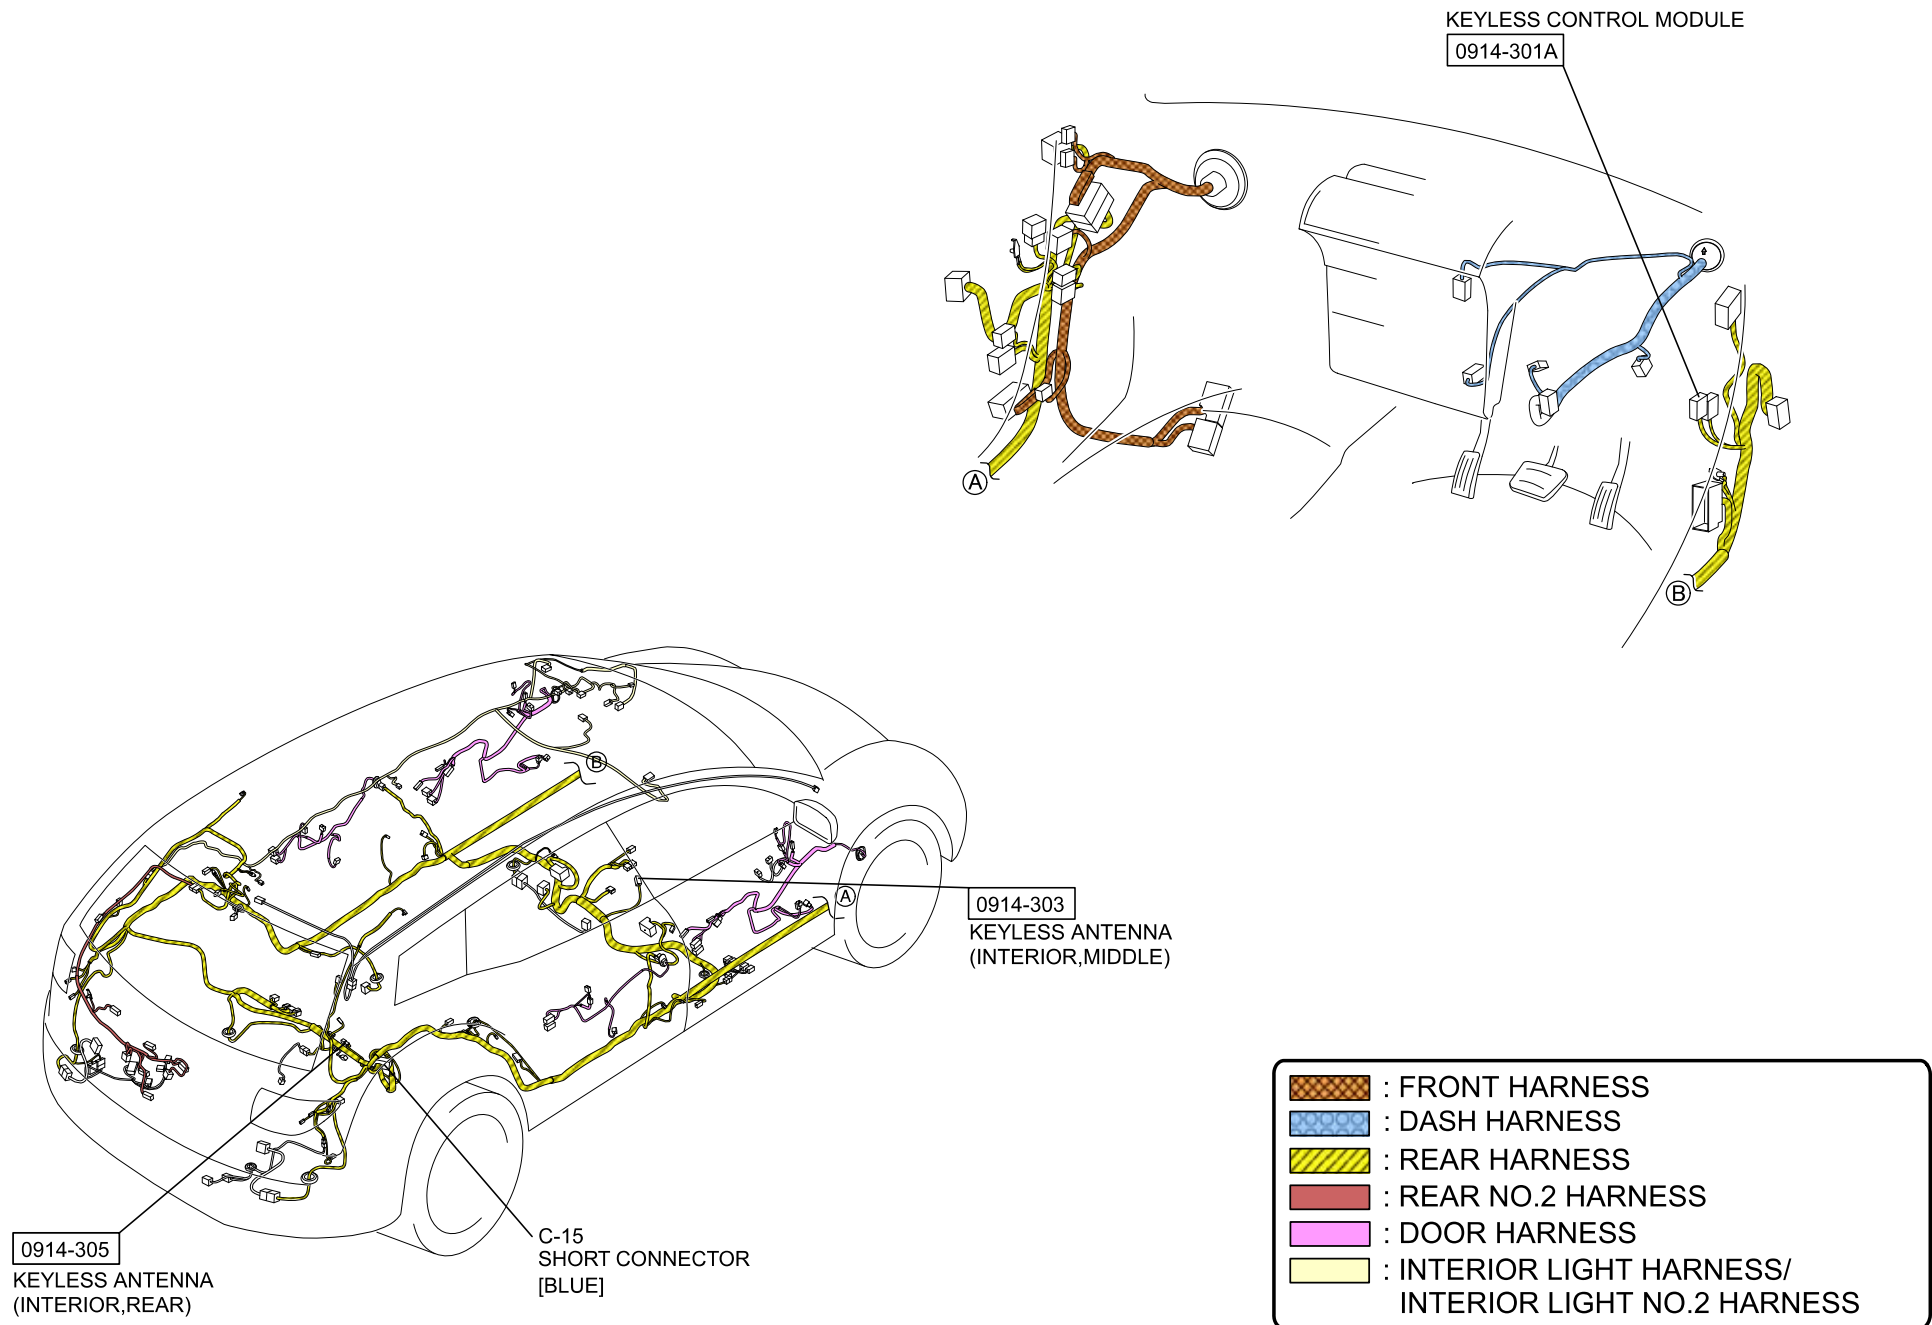 KEYLESS CONTROL MODULE
0914-301A
A
B
B
A
0914-303
KEYLESS ANTENNA
(INTERIOR,MIDDLE)
0914-305
KEYLESS ANTENNA
(INTERIOR,REAR)
C-15
SHORT CONNECTOR
[BLUE]
: FRONT HARNESS
: DASH HARNESS
: REAR HARNESS
: REAR NO.2 HARNESS
: DOOR HARNESS
: INTERIOR LIGHT HARNESS/
INTERIOR LIGHT NO.2 HARNESS